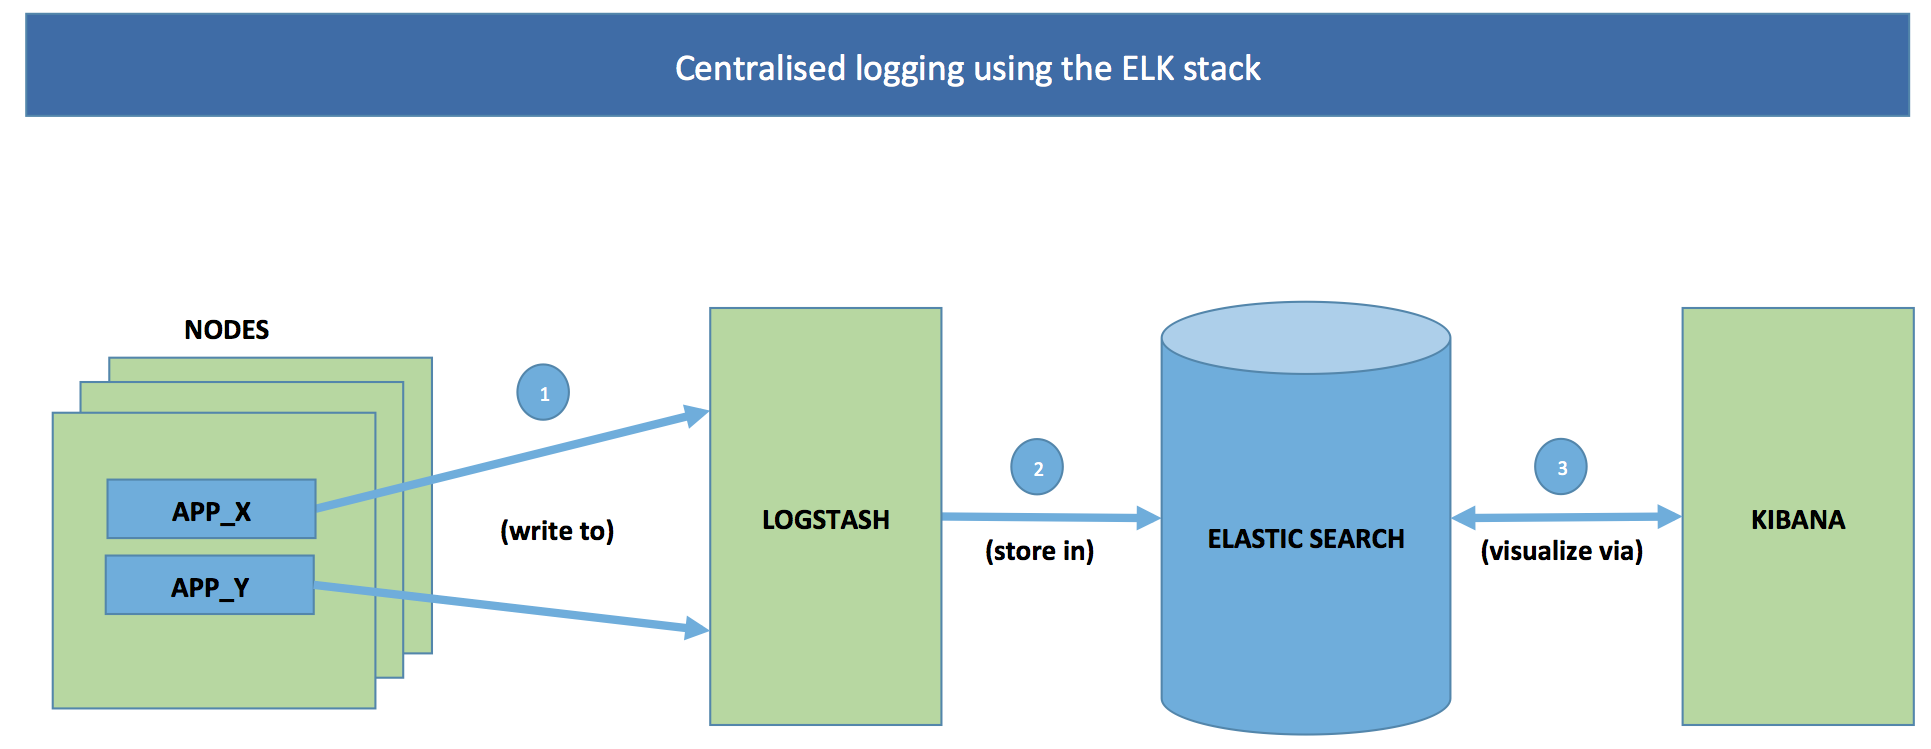 Centralised logging using the ELK stack
NODES
APP_X
APP_Y
1
(write to)
LOGSTASH
2
(store in)
ELASTIC SEARCH
3
(visualize via)
KIBANA